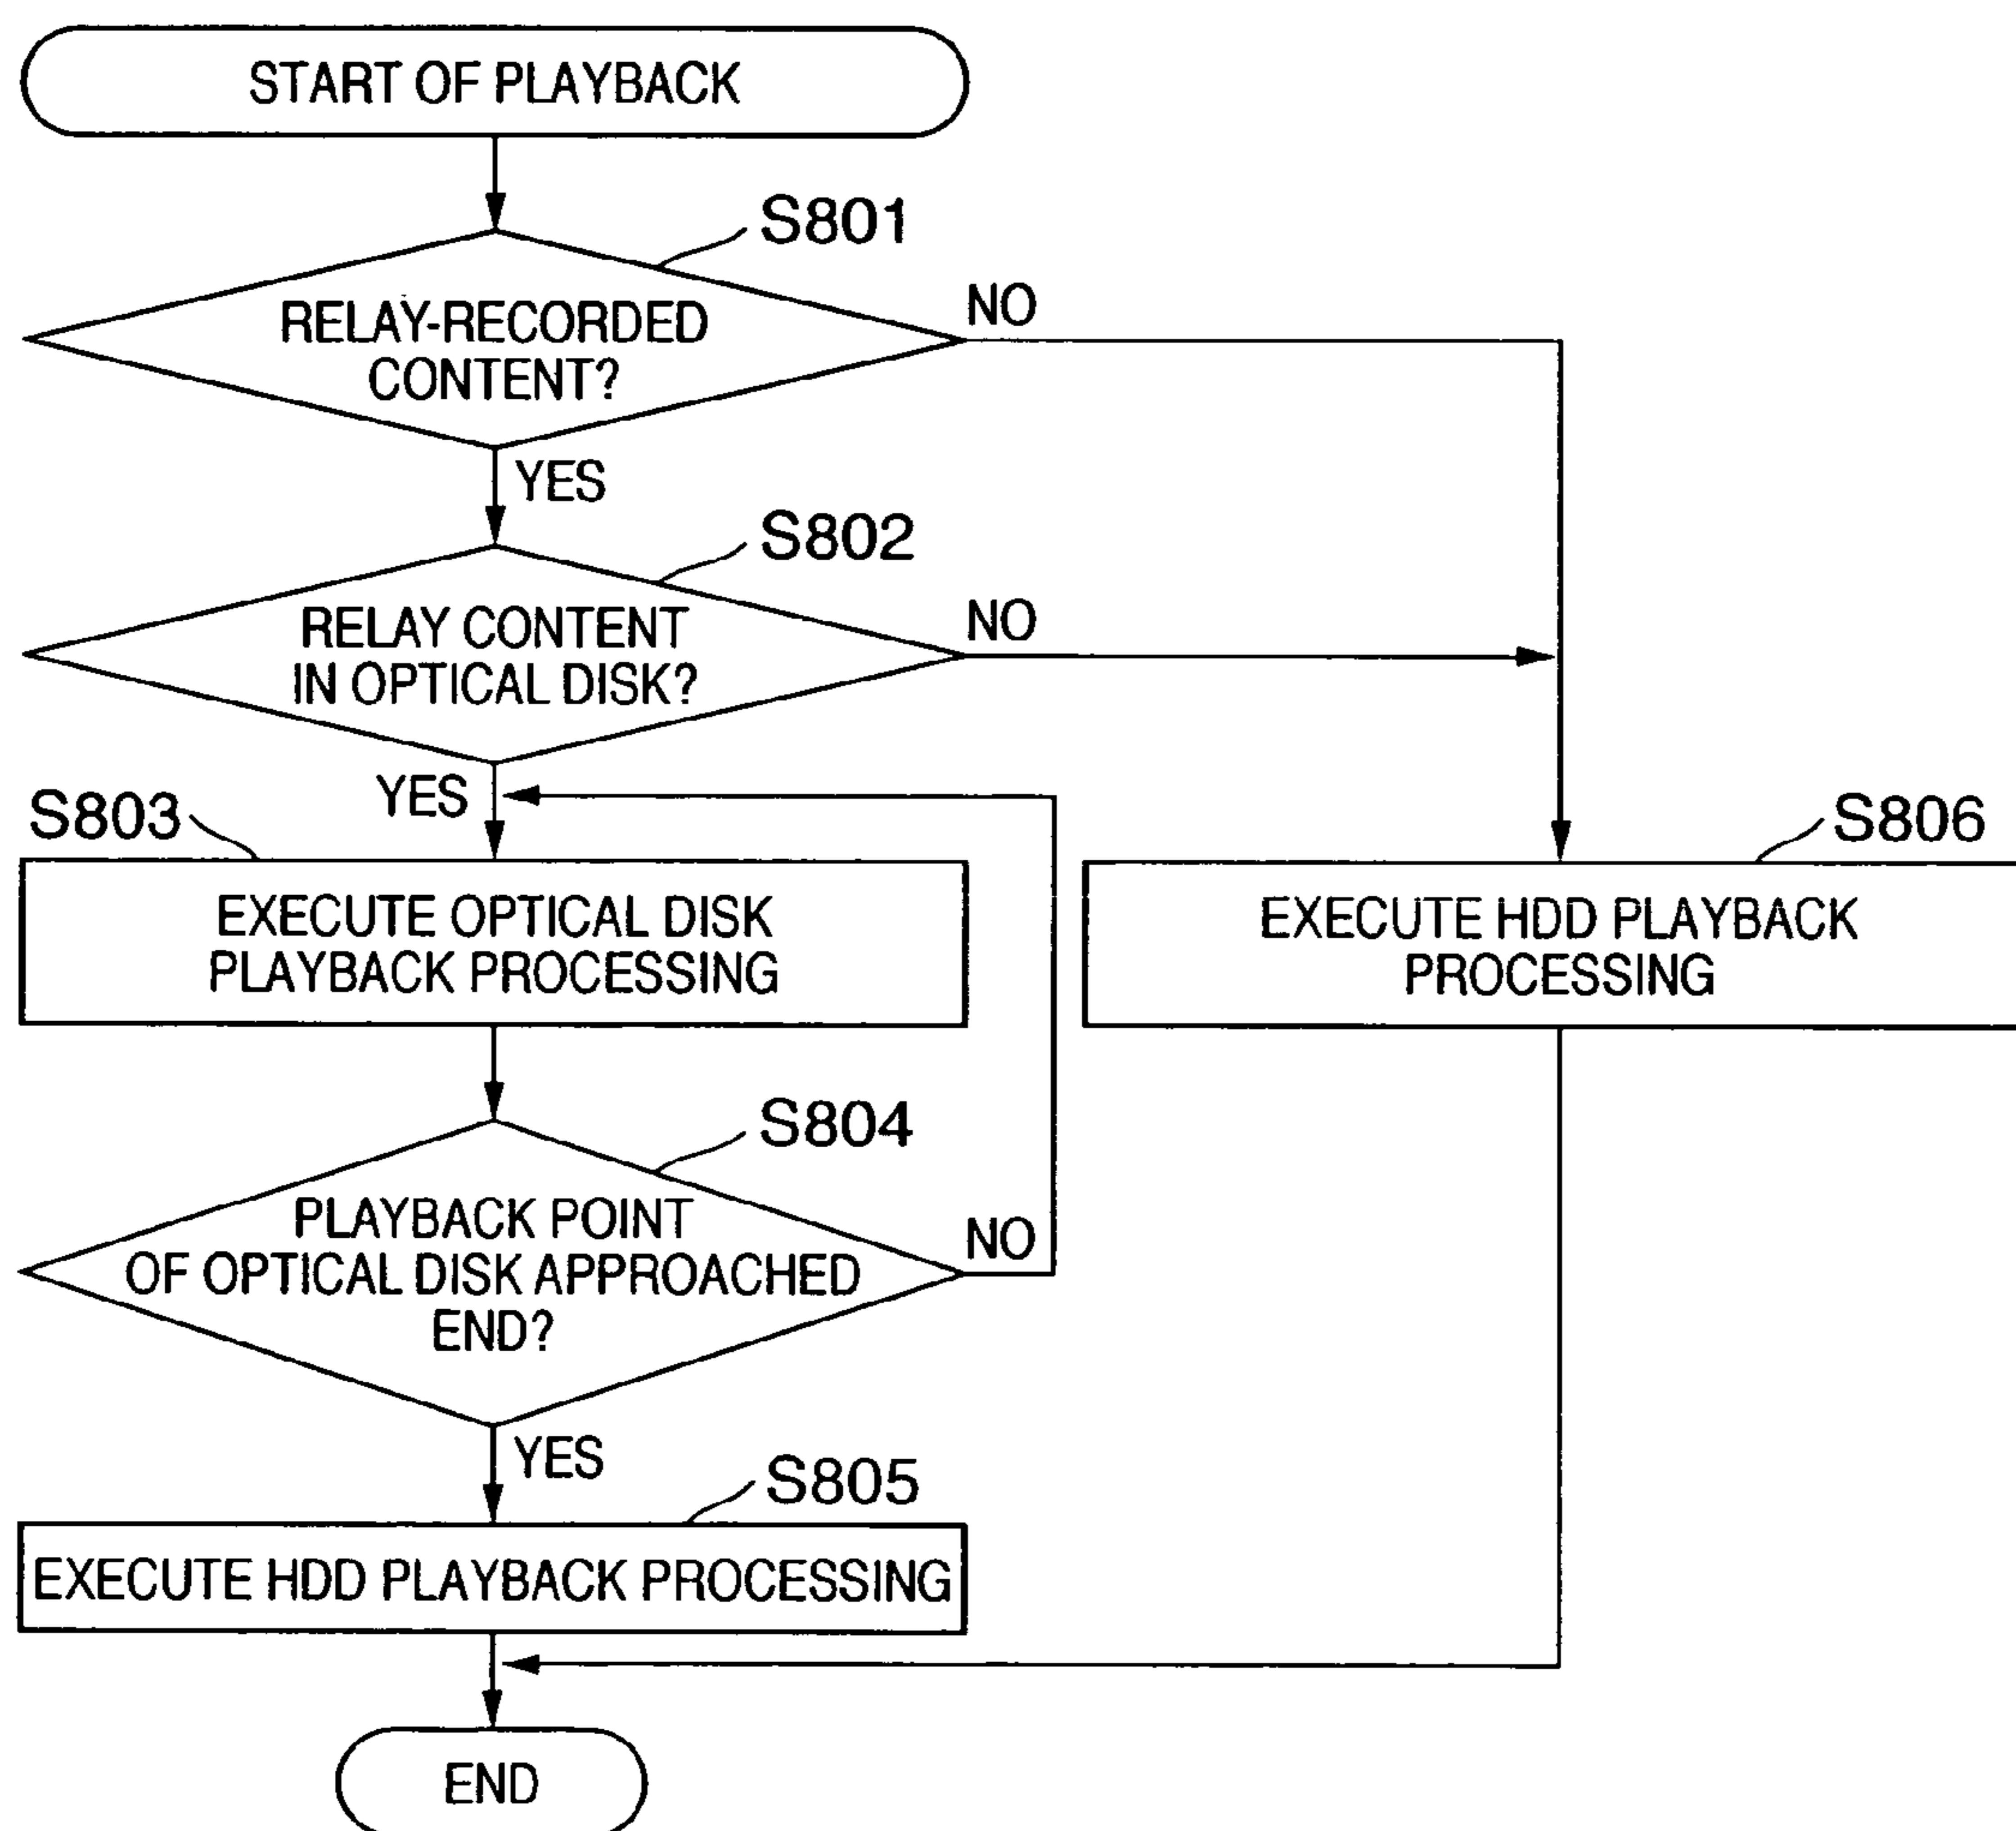 START OF PLAYBACK
S801
RELAY-RECORDED
CONTENT?
NO
YES
S802
RELAY CONTENT
IN OPTICAL DISK?
NO
YES
S803
EXECUTE OPTICAL DISK
PLAYBACK PROCESSING
S806
EXECUTE HDD PLAYBACK
PROCESSING
S804
PLAYBACK POINT
OF OPTICAL DISK APPROACHED
END?
NO
YES
S805
EXECUTE HDD PLAYBACK PROCESSING
END